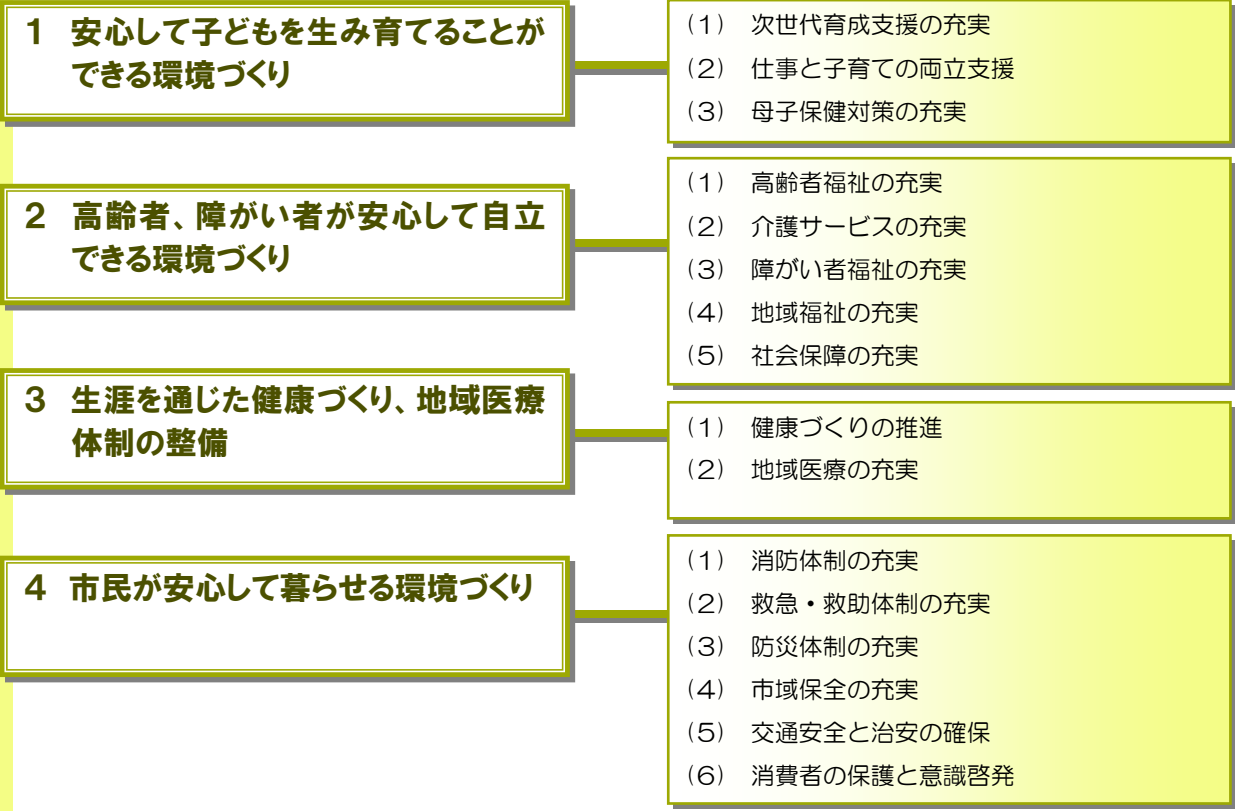 1 安心して子どもを生み育てることが
できる環境づくり
(1) 次世代育成支援の充実
(2) 仕事と子育ての両立支援
(3) 母子保健対策の充実
2 高齢者、障がい者が安心して自立
できる環境づくり
(1) 高齢者福祉の充実
(2) 介護サービスの充実
(3) 障がい者福祉の充実
(4) 地域福祉の充実
(5) 社会保障の充実
3 生涯を通じた健康づくり、地域医療
体制の整備
(1) 健康づくりの推進
(2) 地域医療の充実
4 市民が安心して暮らせる環境づくり
(1) 消防体制の充実
(2) 救急・救助体制の充実
(3) 防災体制の充実
(4) 市域保全の充実
(5) 交通安全と治安の確保
(6) 消費者の保護と意識啓発